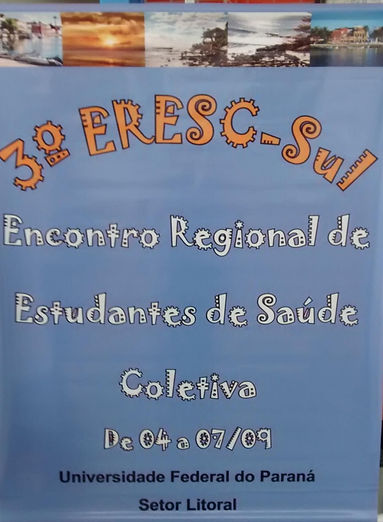 3º ERESC-Sul
Encontro Regional de
Estudantes de Saúde
Coletiva
De 04 a 07/09
Universidade Federal do Paraná
Setor Litoral